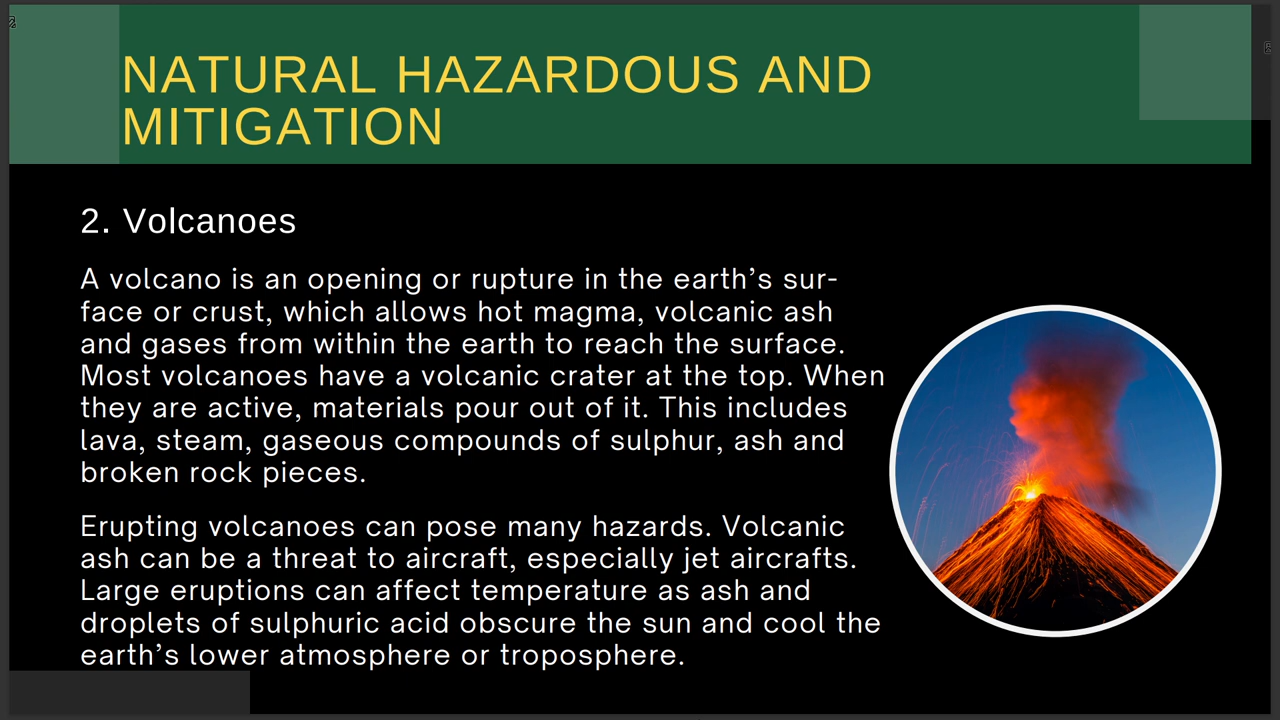 NATURAL HAZARDOUS AND
MITIGATION
2. Volcanoes
A volcano is an opening or rupture in the earth’s sur-
face or crust, which allows hot magma, volcanic ash
and gases from within the earth to reach the surface.
Most volcanoes have a volcanic crater at the top. When
they are active, materials pour out of it. This includes
lava, steam, gaseous compounds of sulphur, ash and
broken rock pieces.
Erupting volcanoes can pose many hazards. Volcanic
ash can be a threat to aircraft, especially jet aircrafts.
Large eruptions can affect temperature as ash and
droplets of sulphuric acid obscure the sun and cool the
earth’s lower atmosphere or troposphere.